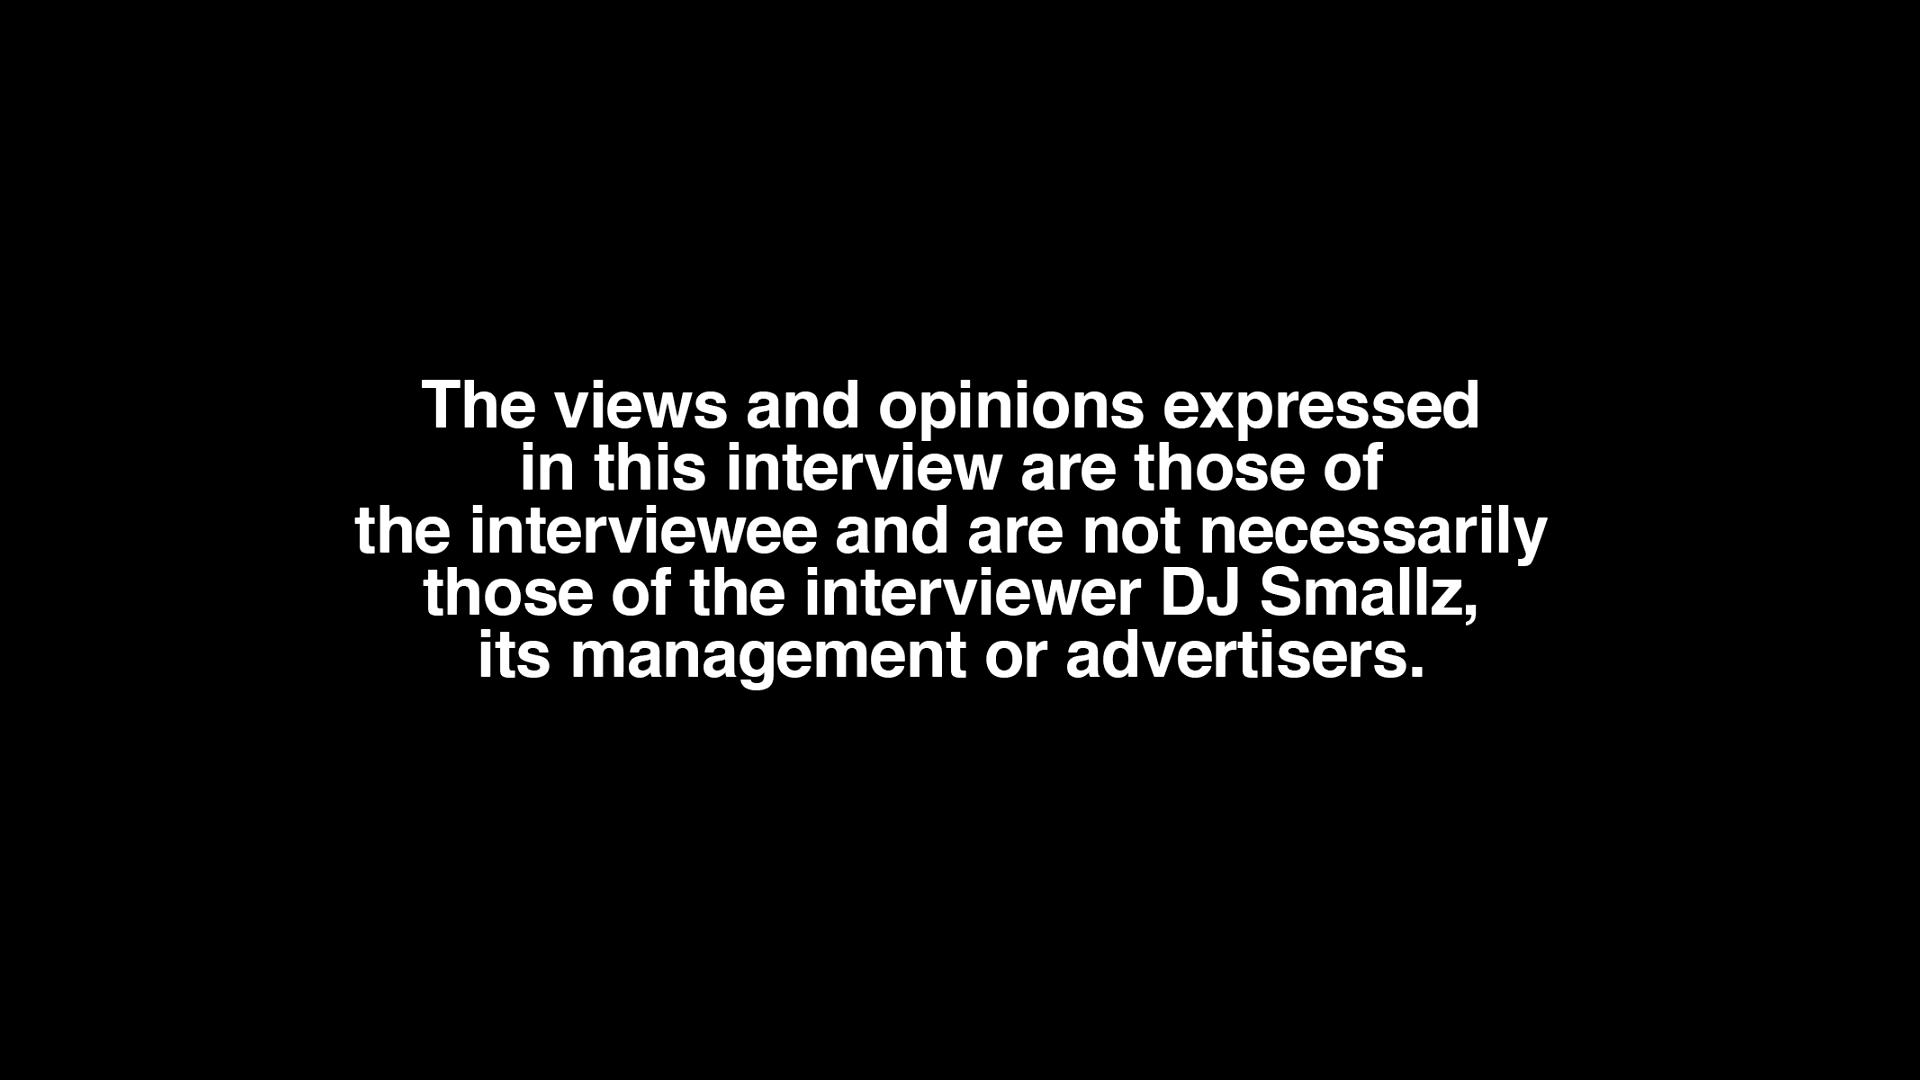 The views and opinions expressed
in this interview are those of
the interviewee and are not necessarily
those of the interviewer DJ Smallz,
its management or advertisers.